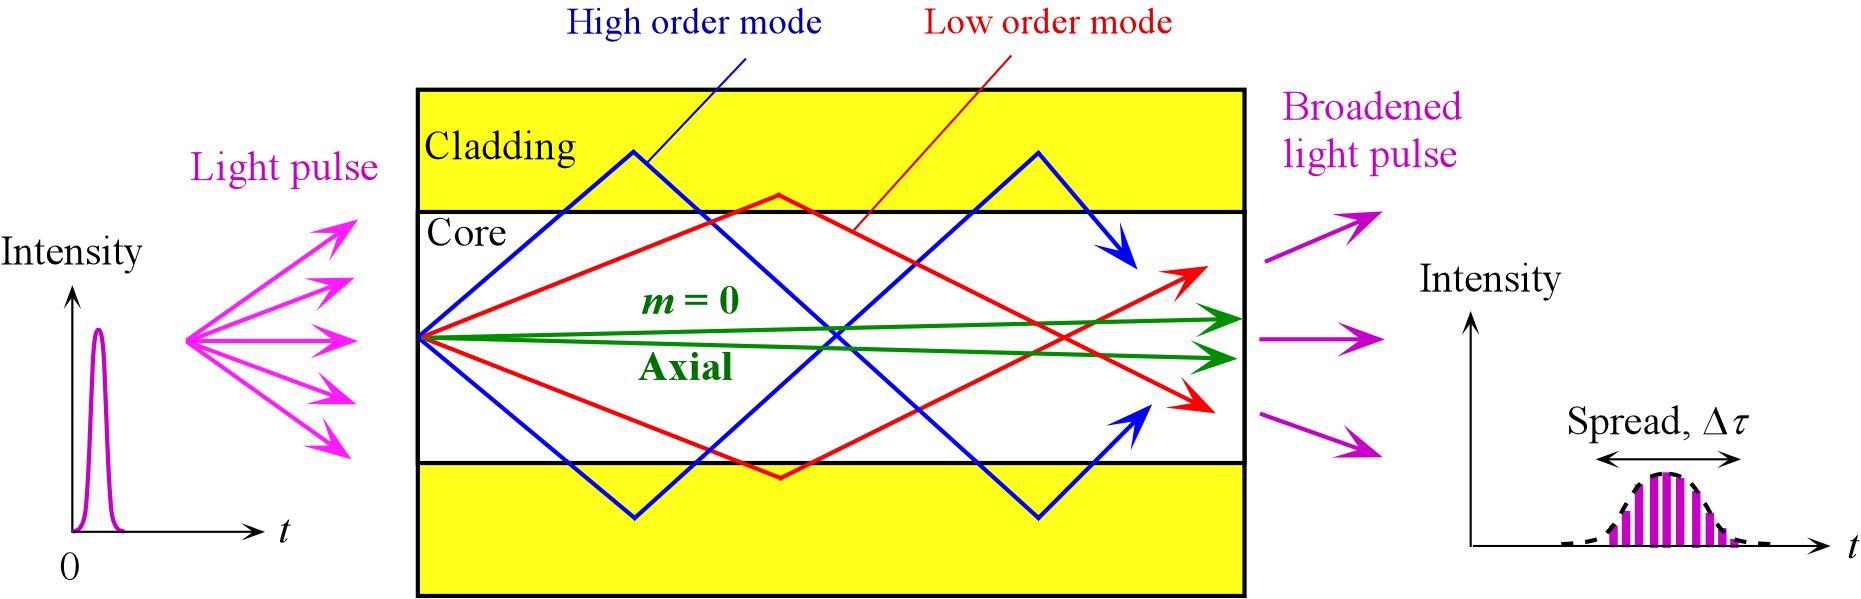 High order mode
Low order mode
Broadened
light pulse
Cladding
Light pulse
Core
Intensity
Intensity
m = 0
Axial
Spread, Δτ
t
t
0